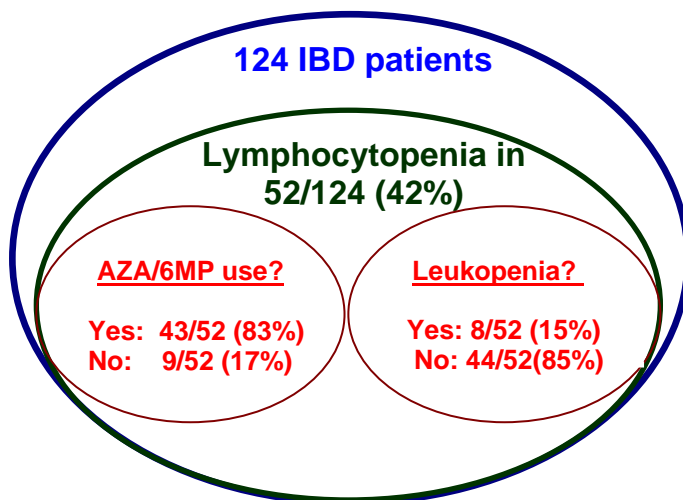 124 IBD patients
Lymphocytopenia in
52/124 (42%)
AZA/6MP use?
Yes: 43/52 (83%)
No: 9/52 (17%)
Leukopenia?
Yes: 8/52 (15%)
No: 44/52(85%)